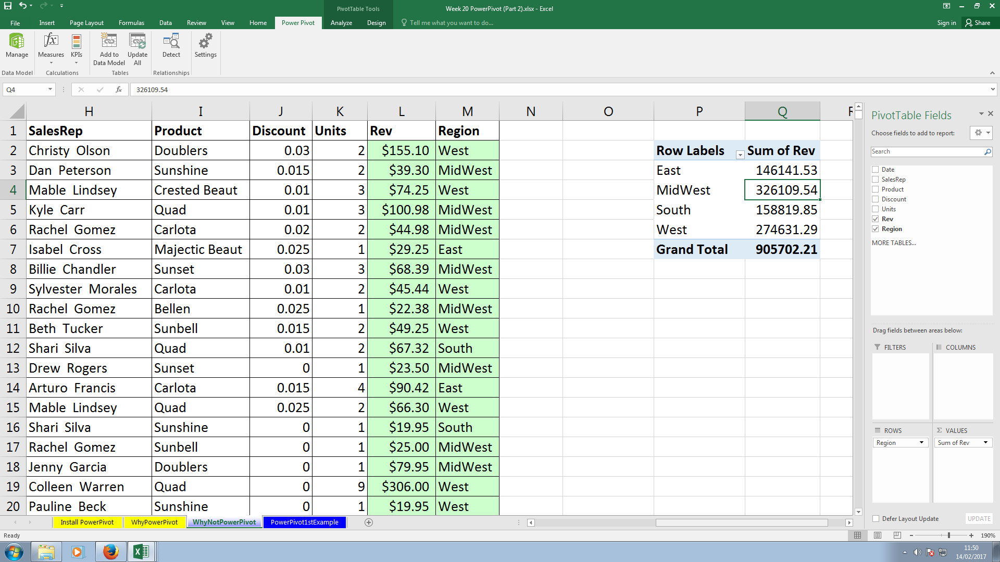 PivotTable Tools
Week 20 PowerPivot (Part 2).xlsx - Excel
File Insert Page Layout Formulas Data Review View Home Power Pivot Analyze Design Tell me what you want to do... Sign in Share
Manage Measures KPIs Add to Data Model Update All Detect Settings
Data Model Calculations Tables Relationships
Q4 fx 326109.54
H I J K L M N O P Q
1 SalesRep Product Discount Units Rev Region
2 Christy Olson Doublers 0.03 2 $155.10 West Row Labels Sum of Rev
3 Dan Peterson Sunshine 0.015 2 $39.30 MidWest East 146141.53
4 Mable Lindsey Crested Beaut 0.01 3 $74.25 West MidWest 326109.54
5 Kyle Carr Quad 0.01 3 $100.98 MidWest South 158819.85
6 Rachel Gomez Carlota 0.02 2 $44.98 MidWest West 274631.29
7 Isabel Cross Majectic Beaut 0.025 1 $29.25 East Grand Total 905702.21
8 Billie Chandler Sunset 0.03 3 $68.39 MidWest
9 Sylvester Morales Carlota 0.01 2 $45.44 West
10 Rachel Gomez Bellen 0.025 1 $22.38 MidWest
11 Beth Tucker Sunbell 0.015 2 $49.25 West
12 Shari Silva Quad 0.01 2 $67.32 South
13 Drew Rogers Sunset 0 1 $23.50 MidWest
14 Arturo Francis Carlota 0.015 4 $90.42 East
15 Mable Lindsey Quad 0.025 2 $66.30 West
16 Shari Silva Sunshine 0 1 $19.95 South
17 Rachel Gomez Sunbell 0 1 $25.00 MidWest
18 Jenny Garcia Doublers 0 1 $79.95 MidWest
19 Colleen Warren Quad 0 9 $306.00 West
20 Pauline Beck Sunshine 0 1 $19.95 West
PivotTable Fields
Choose fields to add to report:
Search
Date
SalesRep
Product
Discount
Units
Rev
Region
MORE TABLES...
Drag fields between areas below:
FILTERS COLUMNS
ROWS Σ VALUES
Region Sum of Rev
Defer Layout Update UPDATE
Install PowerPivot WhyPowerPivot WhyNotPowerPivot PowerPivot1stExample
Ready 190%
11:50
14/02/2017